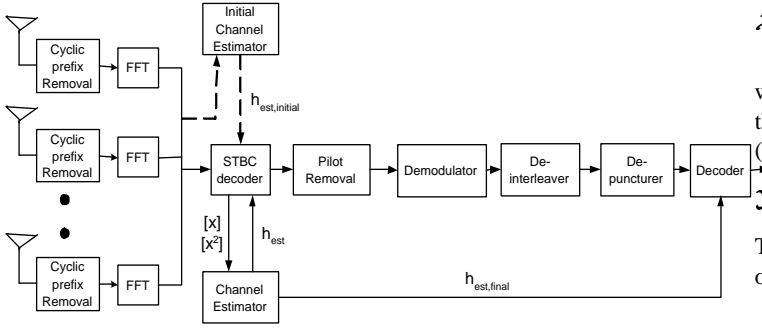 Initial
Channel
Estimator
Cyclic
prefix
Removal
FFT
h_est,initial
Cyclic
prefix
Removal
FFT
STBC
decoder
Pilot
Removal
Demodulator
De-
interleaver
De-
puncturer
Decoder
[x]
[x²]
h_est
Cyclic
prefix
Removal
FFT
Channel
Estimator
h_est,final